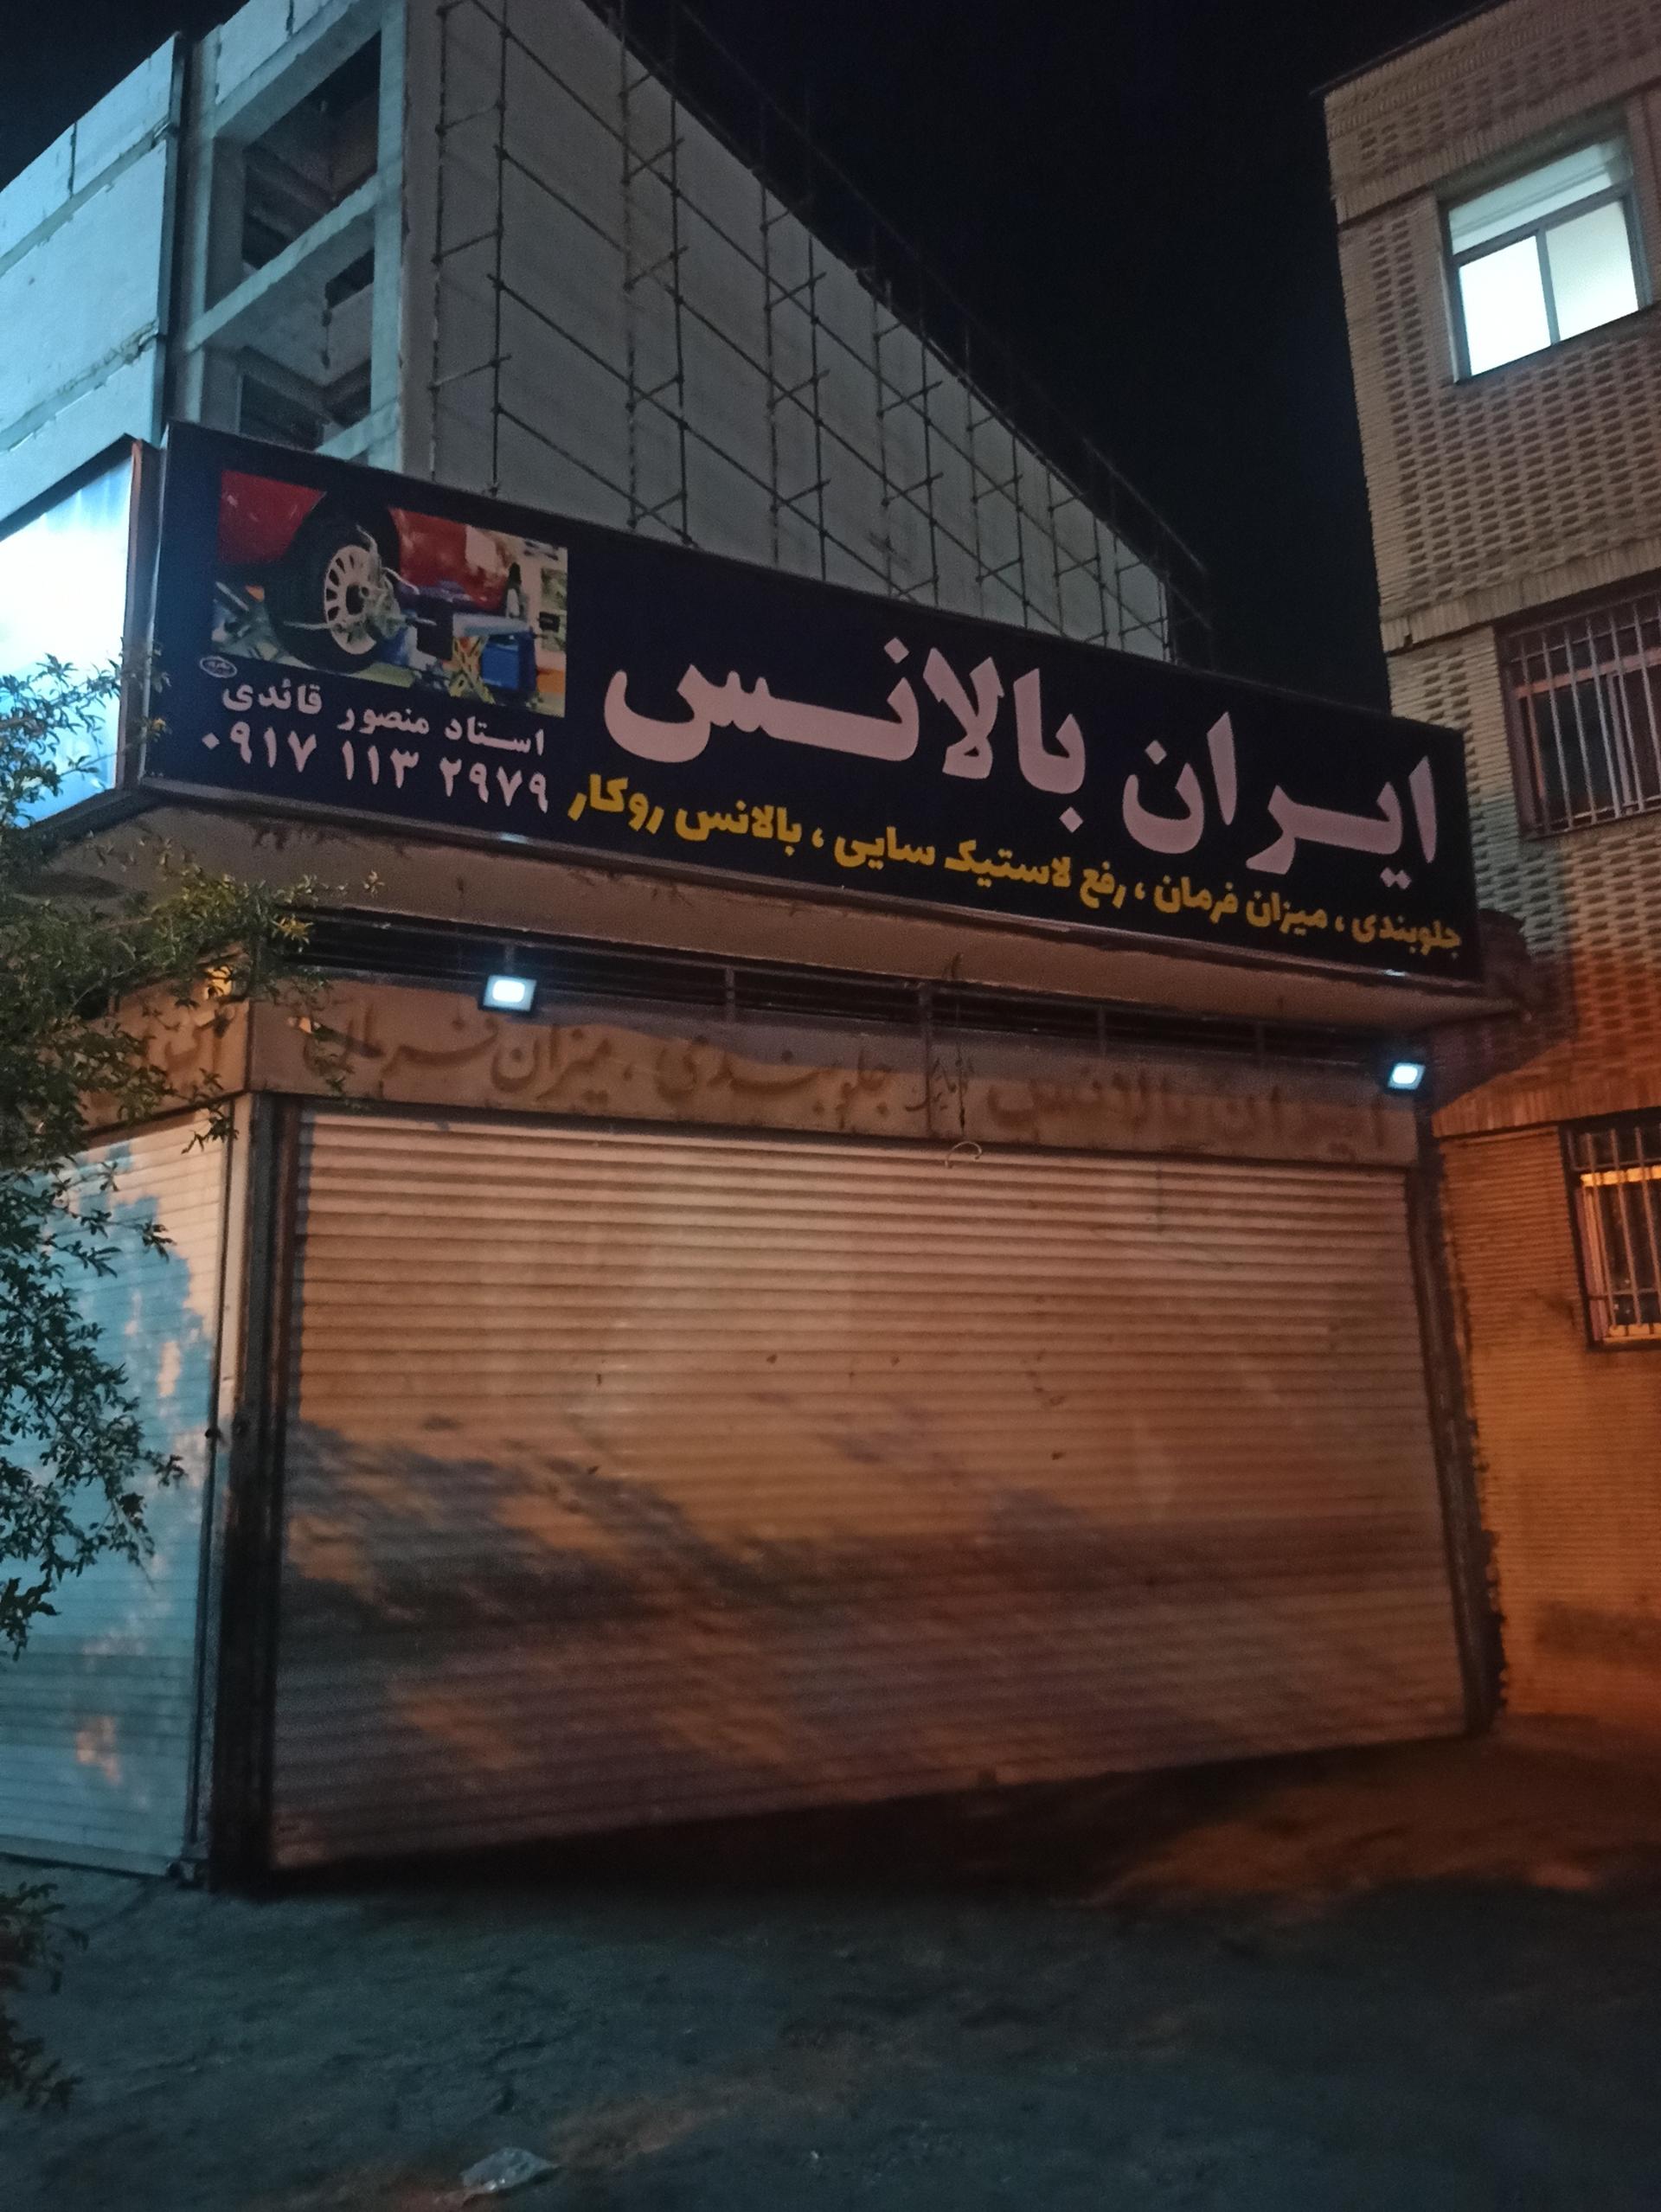 ایران بالانس
جلوبندی ، میزان فرمان ، رفع لاستیک سایی ، بالانس روکار
استاد منصور قائدی
۰۹۱۷ ۱۱۳ ۲۹۷۹
ایران بالانس جلوبندی ، میزان فرمان